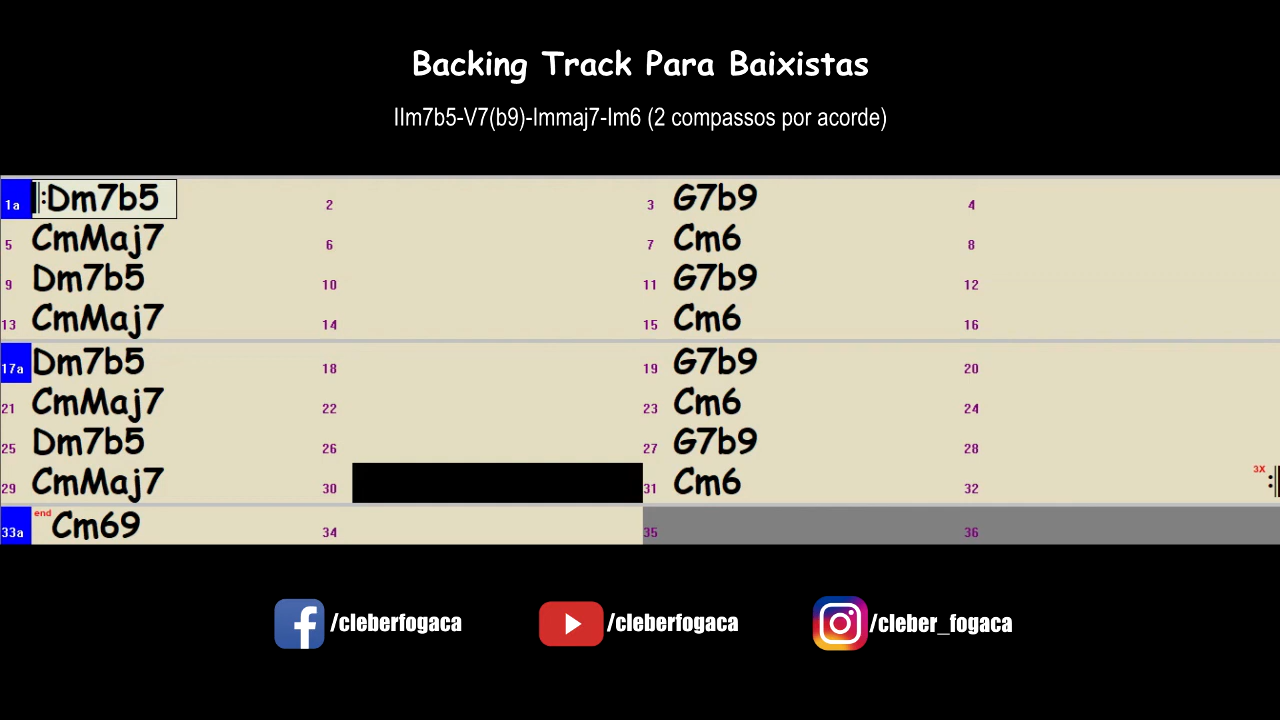 Backing Track Para Baixistas
IIm7b5-V7(b9)-Immaj7-Im6 (2 compassos por acorde)
1a Dm7b5 2 3 G7b9 4
5 CmMaj7 6 7 Cm6 8
9 Dm7b5 10 11 G7b9 12
13 CmMaj7 14 15 Cm6 16
17a Dm7b5 18 19 G7b9 20
21 CmMaj7 22 23 Cm6 24
25 Dm7b5 26 27 G7b9 28
29 CmMaj7 30 31 Cm6 32 3X
33a end Cm69 34 35 36
/cleberfogaca /cleberfogaca /cleber_fogaca